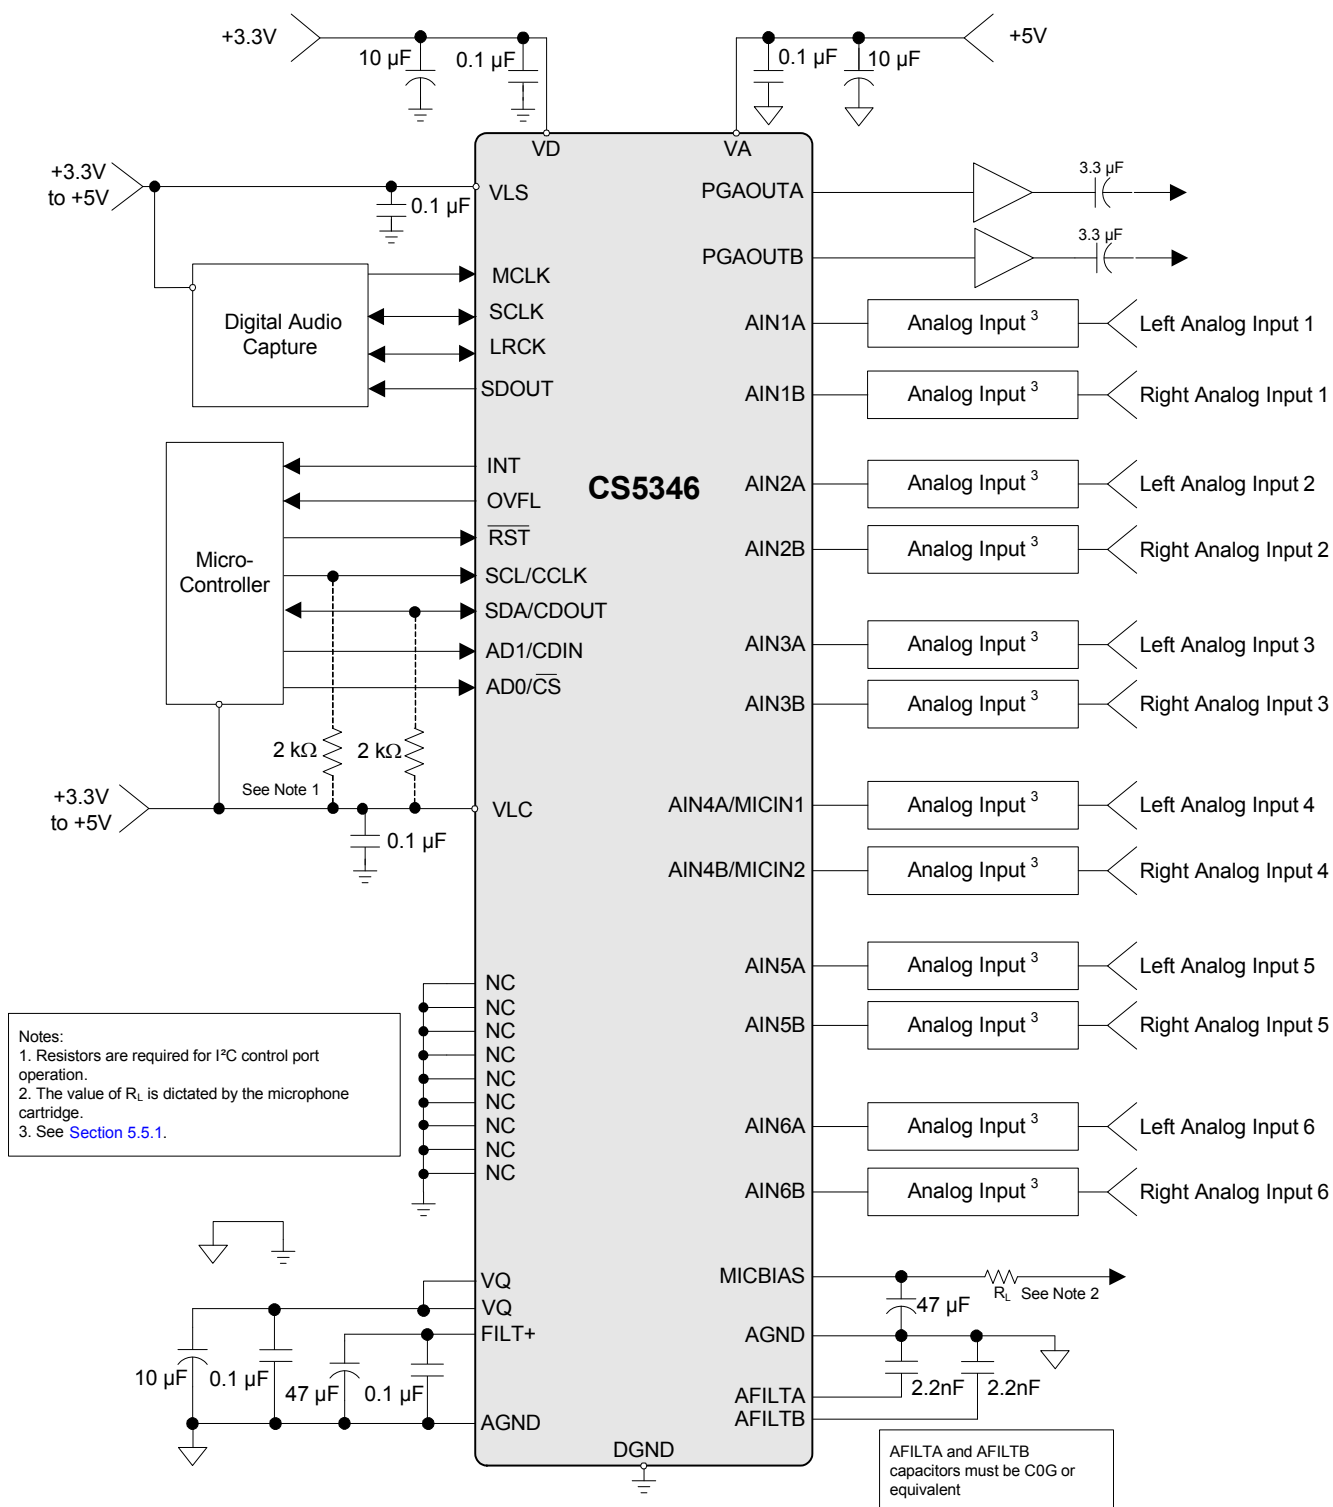 +3.3V
10 µF
0.1 µF
0.1 µF
10 µF
+5V
VD
VA
+3.3V
to +5V
VLS
0.1 µF
PGAOUTA
3.3 µF
PGAOUTB
3.3 µF
Digital Audio
Capture
MCLK
SCLK
LRCK
SDOUT
AIN1A
Analog Input 3
Left Analog Input 1
AIN1B
Analog Input 3
Right Analog Input 1
Micro-
Controller
INT
OVFL
RST
SCL/CCLK
SDA/CDOUT
AD1/CDIN
AD0/CS
CS5346
AIN2A
Analog Input 3
Left Analog Input 2
AIN2B
Analog Input 3
Right Analog Input 2
AIN3A
Analog Input 3
Left Analog Input 3
AIN3B
Analog Input 3
Right Analog Input 3
2 kΩ
2 kΩ
See Note 1
+3.3V
to +5V
VLC
0.1 µF
AIN4A/MICIN1
Analog Input 3
Left Analog Input 4
AIN4B/MICIN2
Analog Input 3
Right Analog Input 4
AIN5A
Analog Input 3
Left Analog Input 5
AIN5B
Analog Input 3
Right Analog Input 5
NC
NC
NC
NC
NC
NC
NC
NC
NC
Notes:
1. Resistors are required for I²C control port
operation.
2. The value of RL is dictated by the microphone
cartridge.
3. See Section 5.5.1.
AIN6A
Analog Input 3
Left Analog Input 6
AIN6B
Analog Input 3
Right Analog Input 6
VQ
VQ
FILT+
10 µF
0.1 µF
47 µF
0.1 µF
AGND
MICBIAS
RL
See Note 2
47 µF
AGND
2.2nF
2.2nF
AFILTA
AFILTB
DGND
AFILTA and AFILTB
capacitors must be C0G or
equivalent